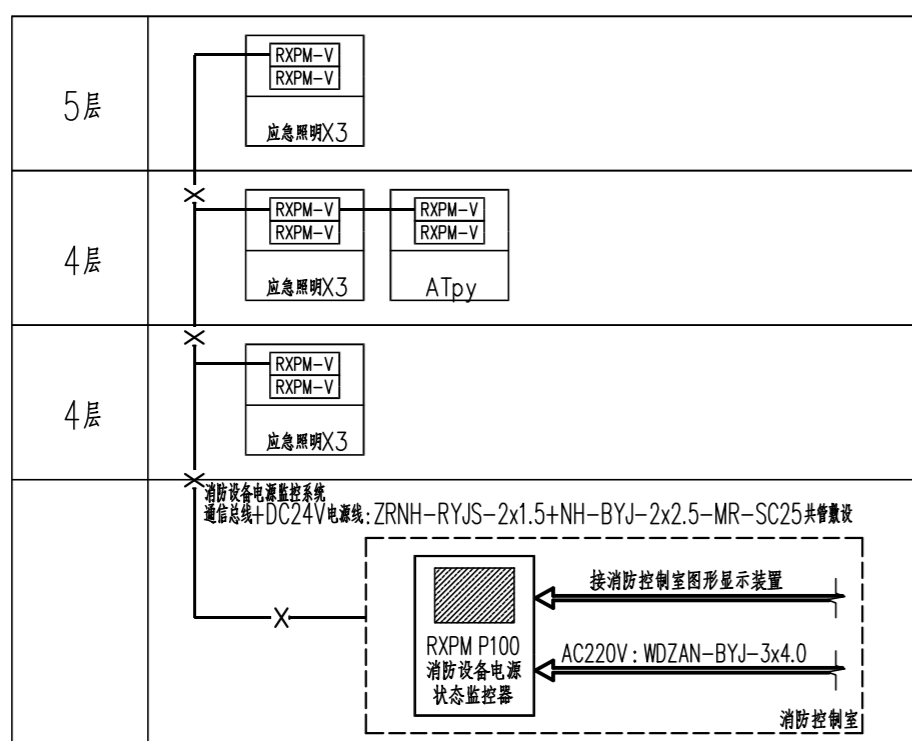 5层
RXPM-V
RXPM-V
应急照明X3
4层
RXPM-V
RXPM-V
应急照明X3
RXPM-V
RXPM-V
ATpy
4层
RXPM-V
RXPM-V
应急照明X3
消防设备电源监控系统
通信总线+DC24V电源线:ZRNH-RYJS-2x1.5+NH-BYJ-2x2.5-MR-SC25共管敷设
接消防控制室图形显示装置
RXPM P100
消防设备电源
状态监控器
AC220V:WDZAN-BYJ-3x4.0
消防控制室